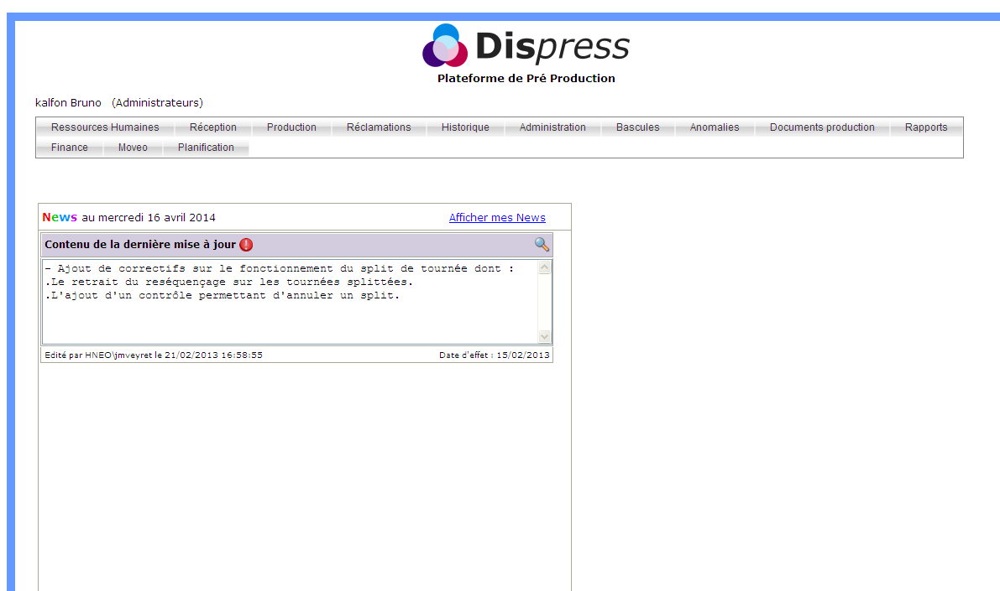 Dispress
Plateforme de Pré Production
kalfon Bruno (Administrateurs)
Ressources Humaines Réception Production Réclamations Historique Administration Bascules Anomalies Documents production Rapports
Finance Moveo Planification
News au mercredi 16 avril 2014 Afficher mes News
Contenu de la dernière mise à jour
- Ajout de correctifs sur le fonctionnement du split de tournée dont :
.Le retrait du reséquençage sur les tournées splittées.
.L'ajout d'un contrôle permettant d'annuler un split.
Edité par HNEO\jmveyret le 21/02/2013 16:58:55 Date d'effet : 15/02/2013